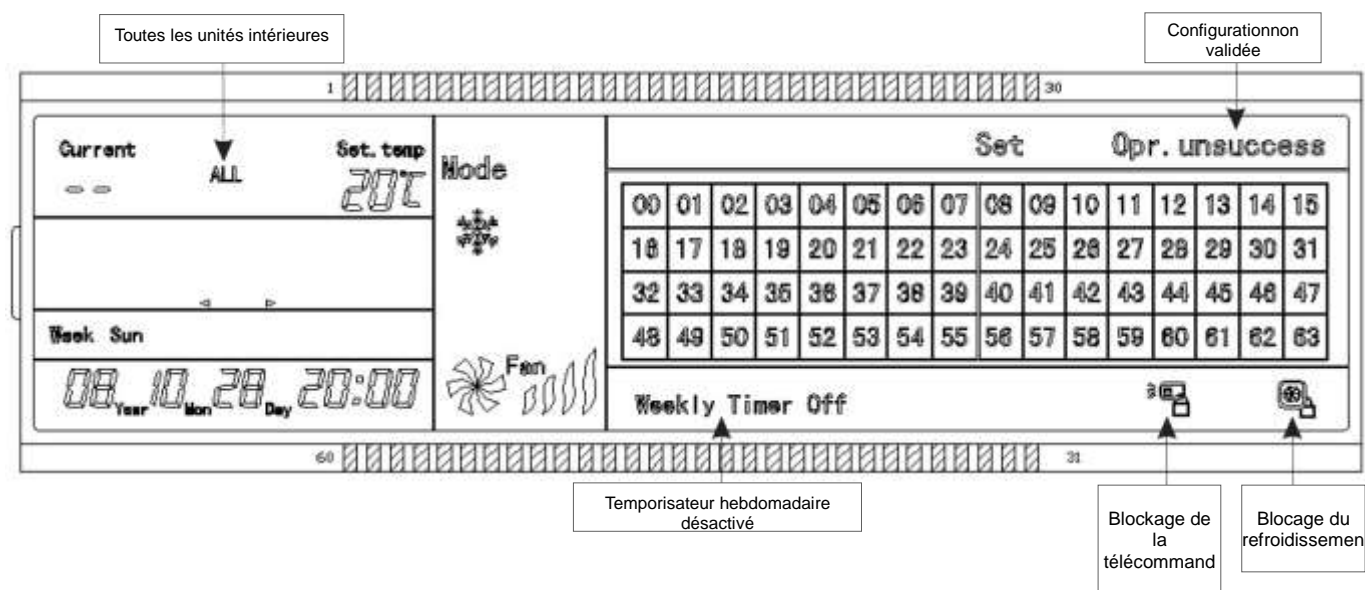 Toutes les unités intérieures
Configurationnon
validée
1
30
Current
ALL
Set.temp
-- 
20℃
Mode
Set
Opr.unsuccess
00 01 02 03 04 05 06 07 08 09 10 11 12 13 14 15
16 17 18 19 20 21 22 23 24 25 26 27 28 29 30 31
32 33 34 35 36 37 38 39 40 41 42 43 44 45 46 47
48 49 50 51 52 53 54 55 56 57 58 59 60 61 62 63
Week Sun
08 Year 10 Mon 28 Day 20:00
Fan
Weekly Timer Off
60
31
Temporisateur hebdomadaire
désactivé
Blockage de
la
télécommand
Blocage du
refroidissemen